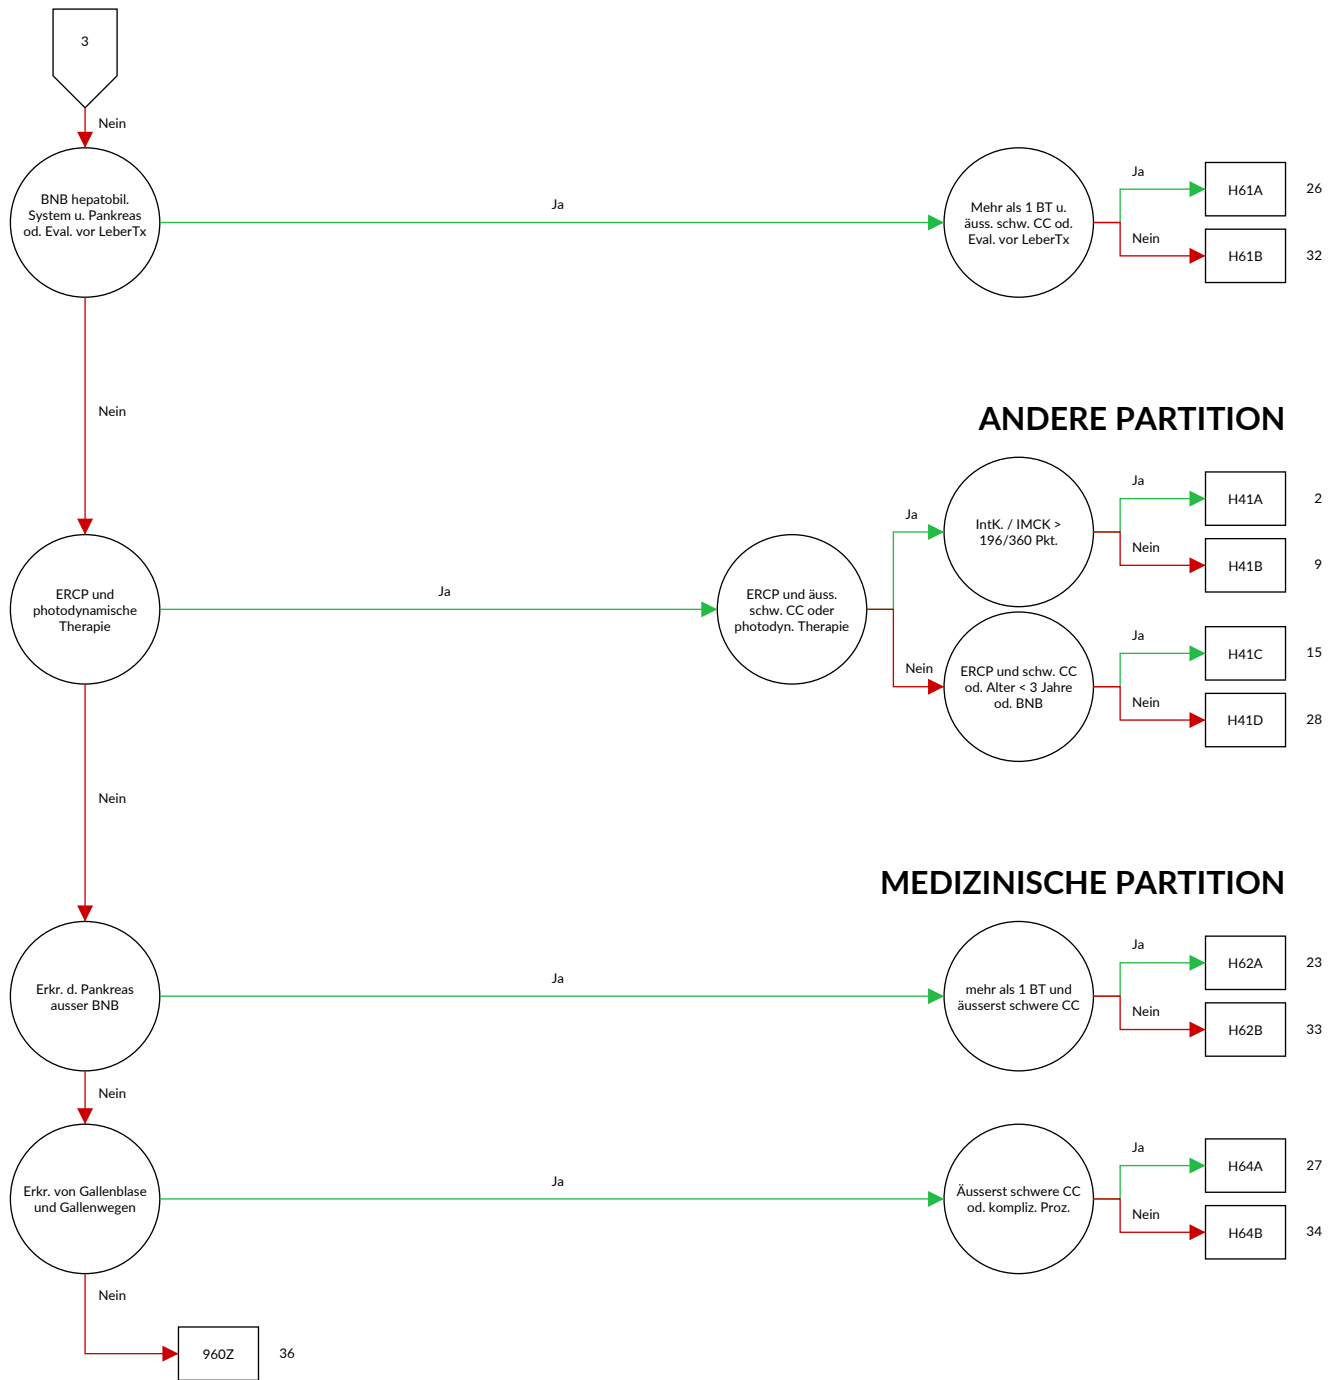 3
Nein
BNB hepatobil.
System u. Pankreas
od. Eval. vor LeberTx
Ja
Mehr als 1 BT u.
äuss. schw. CC od.
Eval. vor LeberTx
Ja
H61A
26
Nein
H61B
32
Nein
ANDERE PARTITION
ERCP und
photodynamische
Therapie
Ja
ERCP und äuss.
schw. CC oder
photodyn. Therapie
Ja
IntK. / IMCK >
196/360 Pkt.
Ja
H41A
2
Nein
H41B
9
Nein
ERCP und schw. CC
od. Alter < 3 Jahre
od. BNB
Ja
H41C
15
Nein
H41D
28
Nein
MEDIZINISCHE PARTITION
Erkr. d. Pankreas
ausser BNB
Ja
mehr als 1 BT und
äusserst schwere CC
Ja
H62A
23
Nein
H62B
33
Nein
Erkr. von Gallenblase
und Gallenwegen
Ja
Äusserst schwere CC
od. kompliz. Proz.
Ja
H64A
27
Nein
H64B
34
Nein
960Z
36